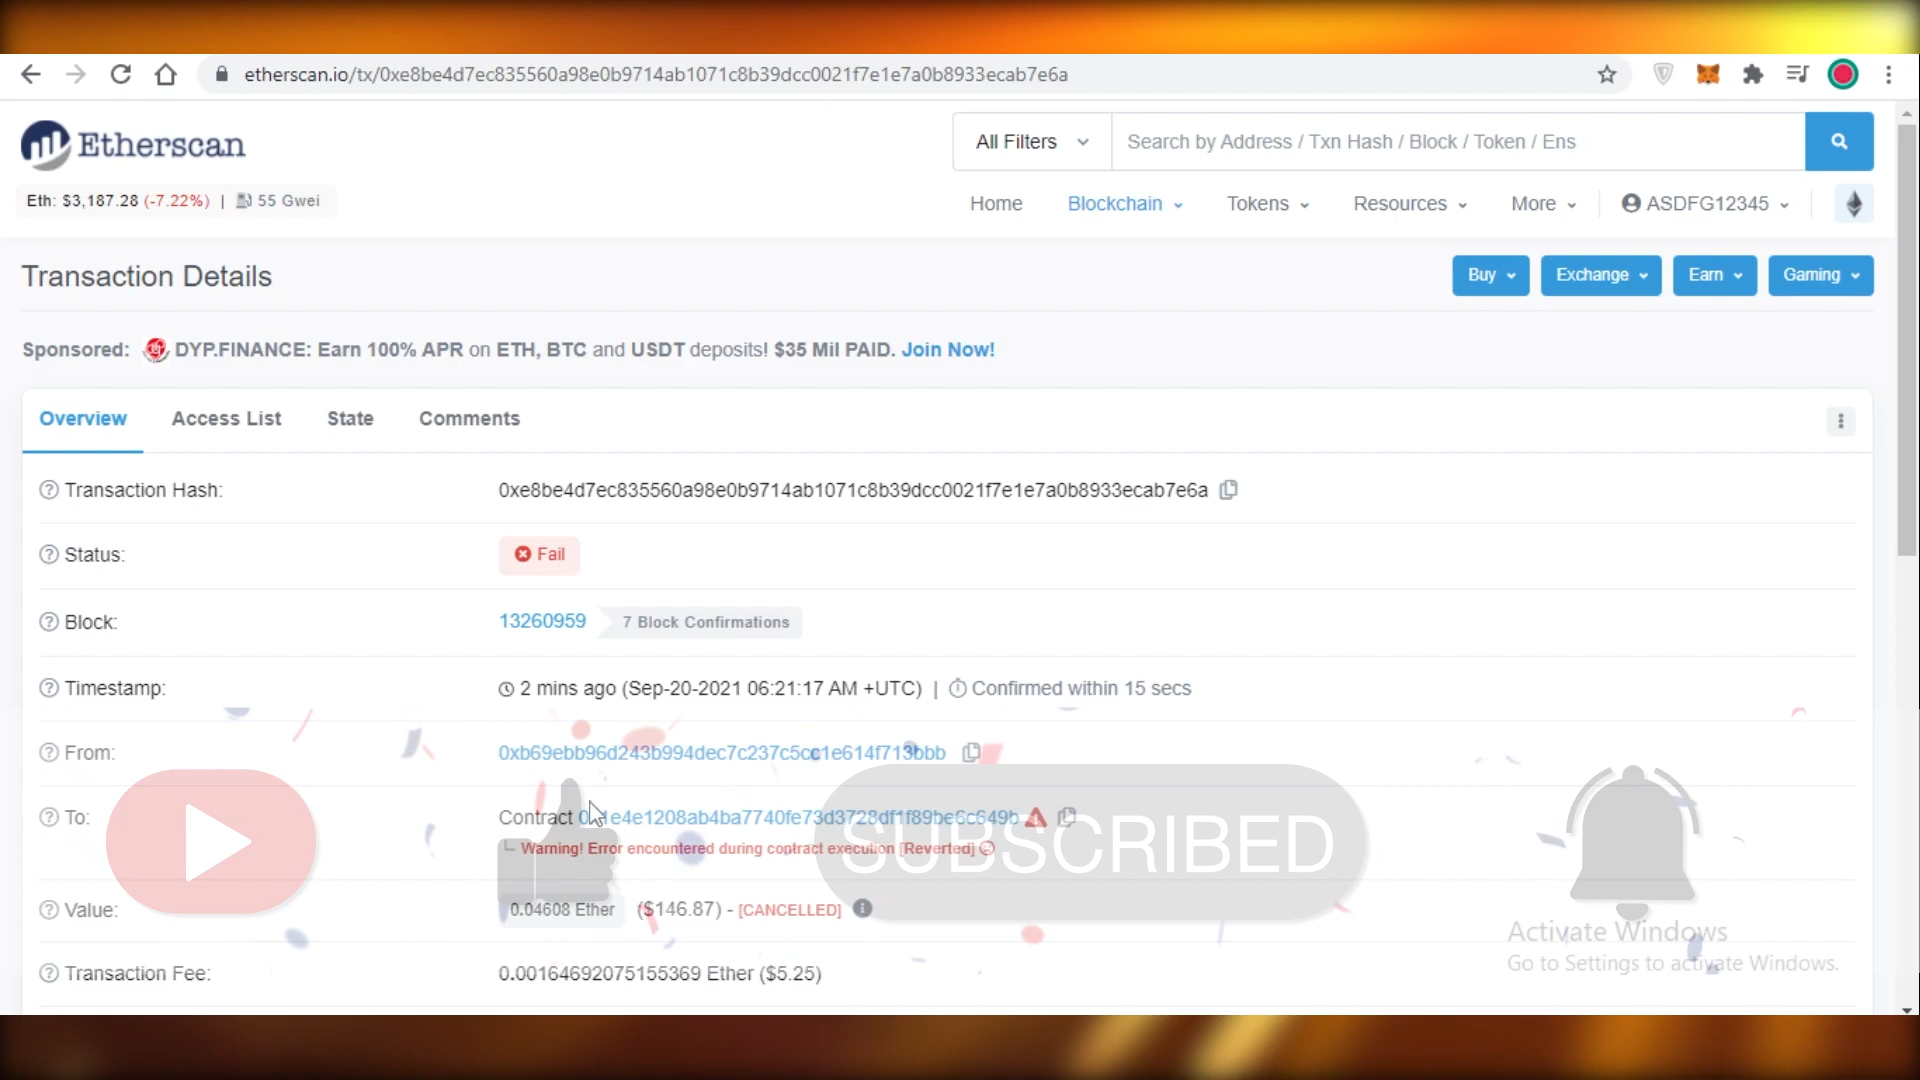 etherscan.io/tx/0xe8be4d7ec835560a98e0b9714ab1071c8b39dcc0021f7e1e7a0b8933ecab7e6a
Etherscan
All Filters
Search by Address / Txn Hash / Block / Token / Ens
Eth: $3,187.28 (-7.22%) | 55 Gwei
Home Blockchain Tokens Resources More ASDFG12345
Transaction Details
Buy Exchange Earn Gaming
Sponsored: DYP.FINANCE: Earn 100% APR on ETH, BTC and USDT deposits! $35 Mil PAID. Join Now!
Overview Access List State Comments
Transaction Hash: 0xe8be4d7ec835560a98e0b9714ab1071c8b39dcc0021f7e1e7a0b8933ecab7e6a
Status: Fail
Block: 13260959 7 Block Confirmations
Timestamp: 2 mins ago (Sep-20-2021 06:21:17 AM +UTC) | Confirmed within 15 secs
From: 0xb69ebb96d243b994dec7c237c5cc1e614f713bbb
To: Contract
Warning! Error encountered during contract execution [Reverted]
SUBSCRIBED
Value: 0.04608 Ether ($146.87) - [CANCELLED]
Activate Windows
Go to Settings to activate Windows.
Transaction Fee: 0.00164692075155369 Ether ($5.25)